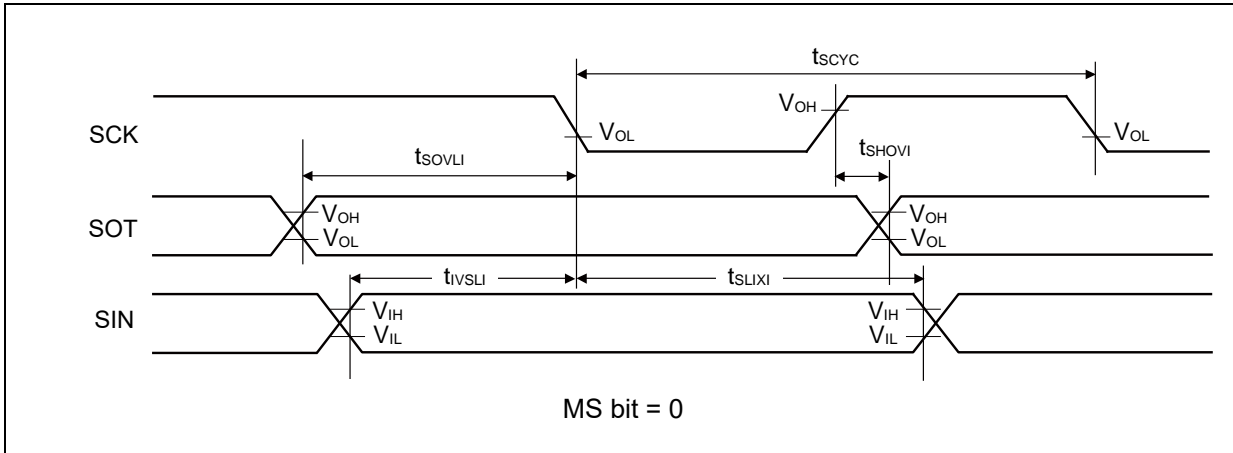 tSCYC
VOH
SCK
VOL
VOL
tSOVLI
tSHOVI
VOH
VOH
SOT
VOL
VOL
tIVSLI
tSLIXI
VIH
VIH
SIN
VIL
VIL
MS bit = 0